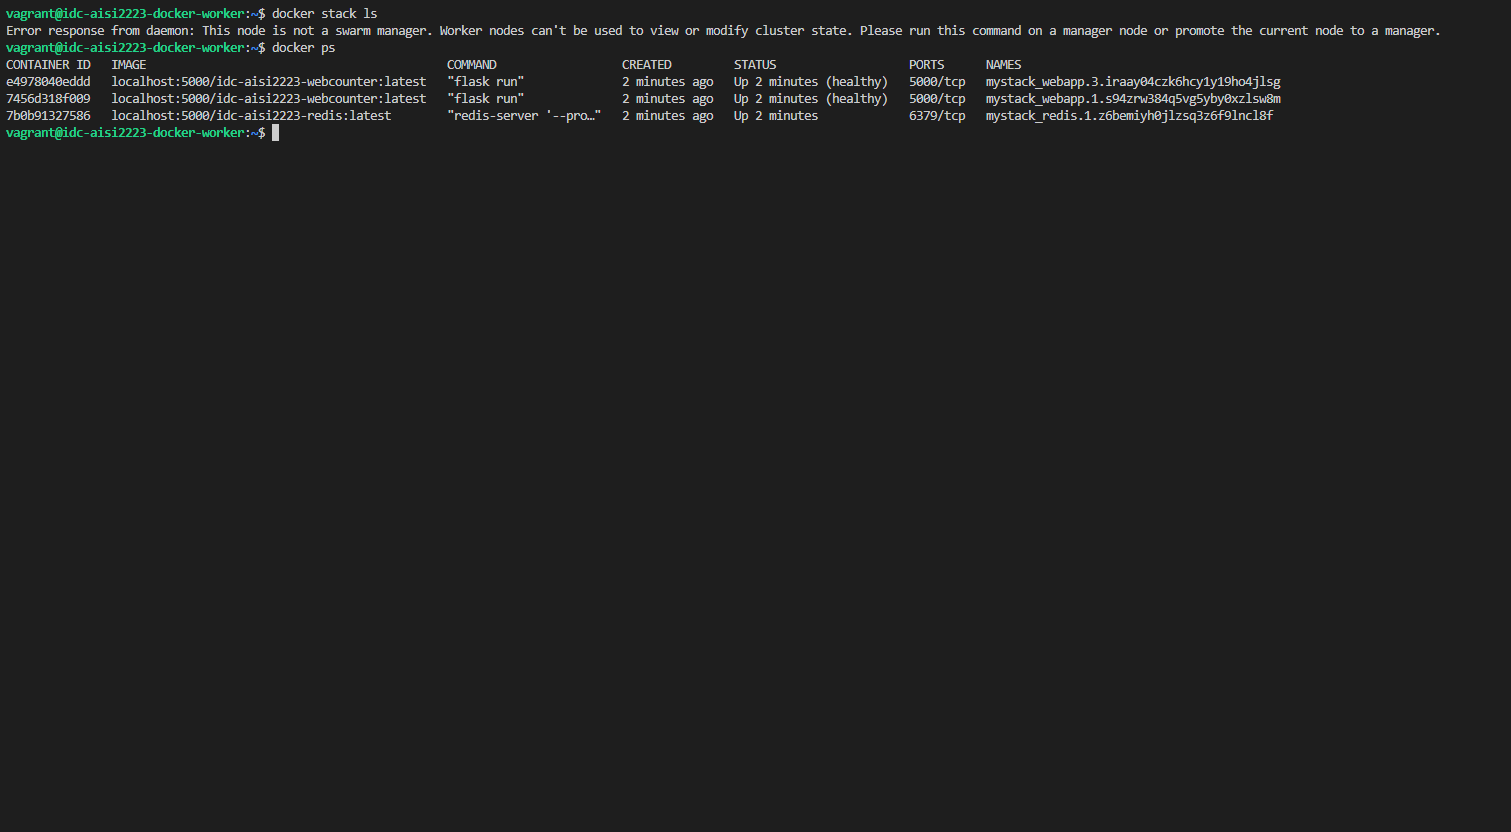 vagrant@idc-aisi2223-docker-worker:~$ docker stack ls
Error response from daemon: This node is not a swarm manager. Worker nodes can't be used to view or modify cluster state. Please run this command on a manager node or promote the current node to a manager.
vagrant@idc-aisi2223-docker-worker:~$ docker ps
CONTAINER ID   IMAGE                                           COMMAND                  CREATED         STATUS                   PORTS      NAMES
e4978040eddd   localhost:5000/idc-aisi2223-webcounter:latest   "flask run"              2 minutes ago   Up 2 minutes (healthy)   5000/tcp   mystack_webapp.3.iraay04czk6hcy1y19ho4jlsg
7456d318f009   localhost:5000/idc-aisi2223-webcounter:latest   "flask run"              2 minutes ago   Up 2 minutes (healthy)   5000/tcp   mystack_webapp.1.s94zrw384q5vg5yby0xzlsw8m
7b0b91327586   localhost:5000/idc-aisi2223-redis:latest        "redis-server '--pro…"   2 minutes ago   Up 2 minutes             6379/tcp   mystack_redis.1.z6bemiyh0jlzsq3z6f9lncl8f
vagrant@idc-aisi2223-docker-worker:~$